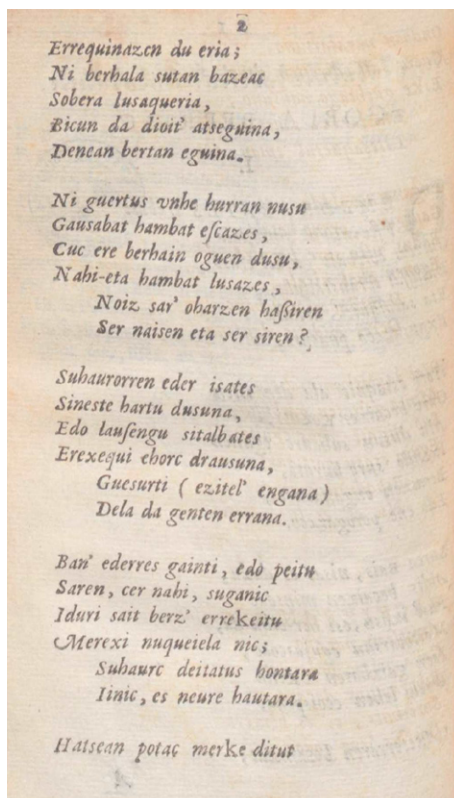 2
Errequinazen du eria;
Ni berhala sutan bazeac
Sobera lusaqueria,
Bicun da dioit' atseguina,
Denean bertan eguina.
Ni guertus vnhe hurran nusu
Gausabat hambat eſcazes,
Cuc ere berhain oguen dusu,
Nahi-eta hambat lusazes,
Noiz sar' oharzen haßiren
Ser naisen eta ser siren?
Suhaurorren eder isates
Sineste hartu dusuna,
Edo lauſengu sitalbates
Erexequi ehorc drausuna,
Guesurti (ezitel' engana)
Dela da genten errana.
Ban' ederres gainti, edo peitu
Saren, cer nahi, suganic
Iduri sait berz' errekeitu
Merexi nuqueiela nic;
Suhaurc deitatus hontara
Iinic, es neure hautara.
Hatsean potaç merke ditut